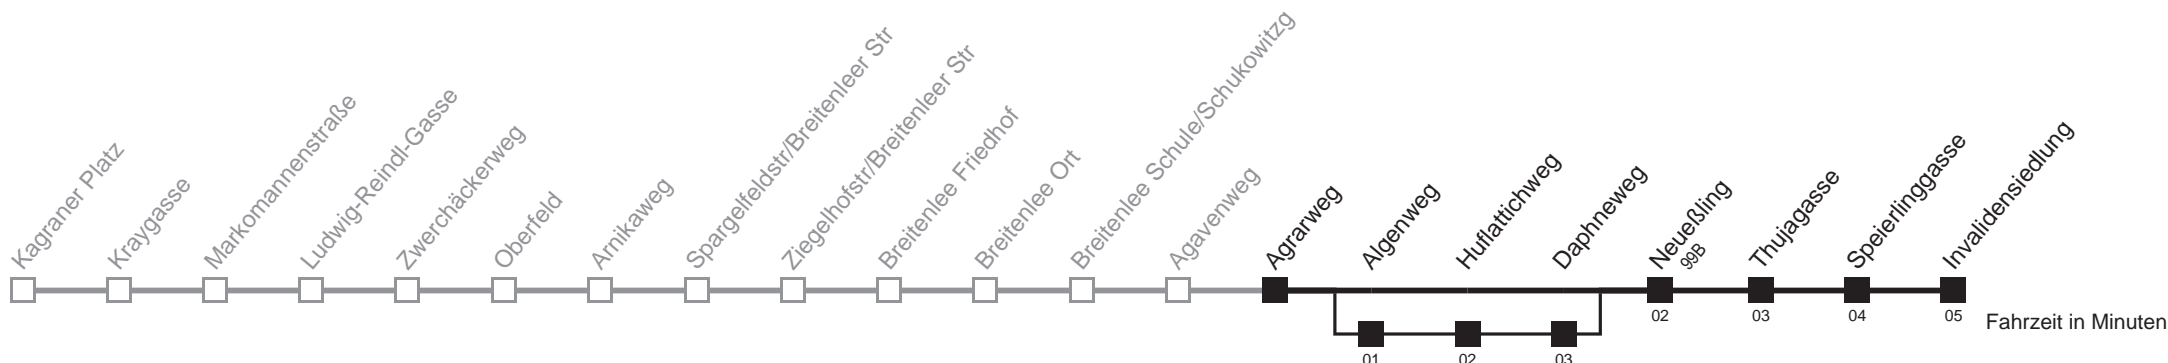 Kagraner Platz
Kraygasse
Markomannenstraße
Ludwig-Reindl-Gasse
Zwerchäckerweg
Oberfeld
Arnikaweg
Spargelfeldstr/Breitenleer Str
Ziegelhofstr/Breitenleer Str
Breitenlee Friedhof
Breitenlee Ort
Breitenlee Schule/Schukowitzg
Agavenweg
Agrarweg
Algenweg
Huflattichweg
Daphneweg
Neueßling
99B
Thujagasse
Speierlinggasse
Invalidensiedlung
02
03
04
05
Fahrzeit in Minuten
01
02
03